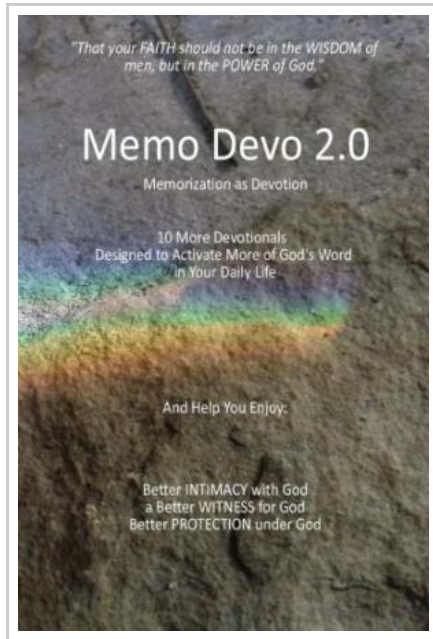 "That your FAITH should not be in the WISDOM of
men, but in the POWER of God."
Memo Devo 2.0
Memorization as Devotion
10 More Devotionals
Designed to Activate More of God's Word
in Your Daily Life
And Help You Enjoy:
Better INTIMACY with God
a Better WITNESS for God
Better PROTECTION under God